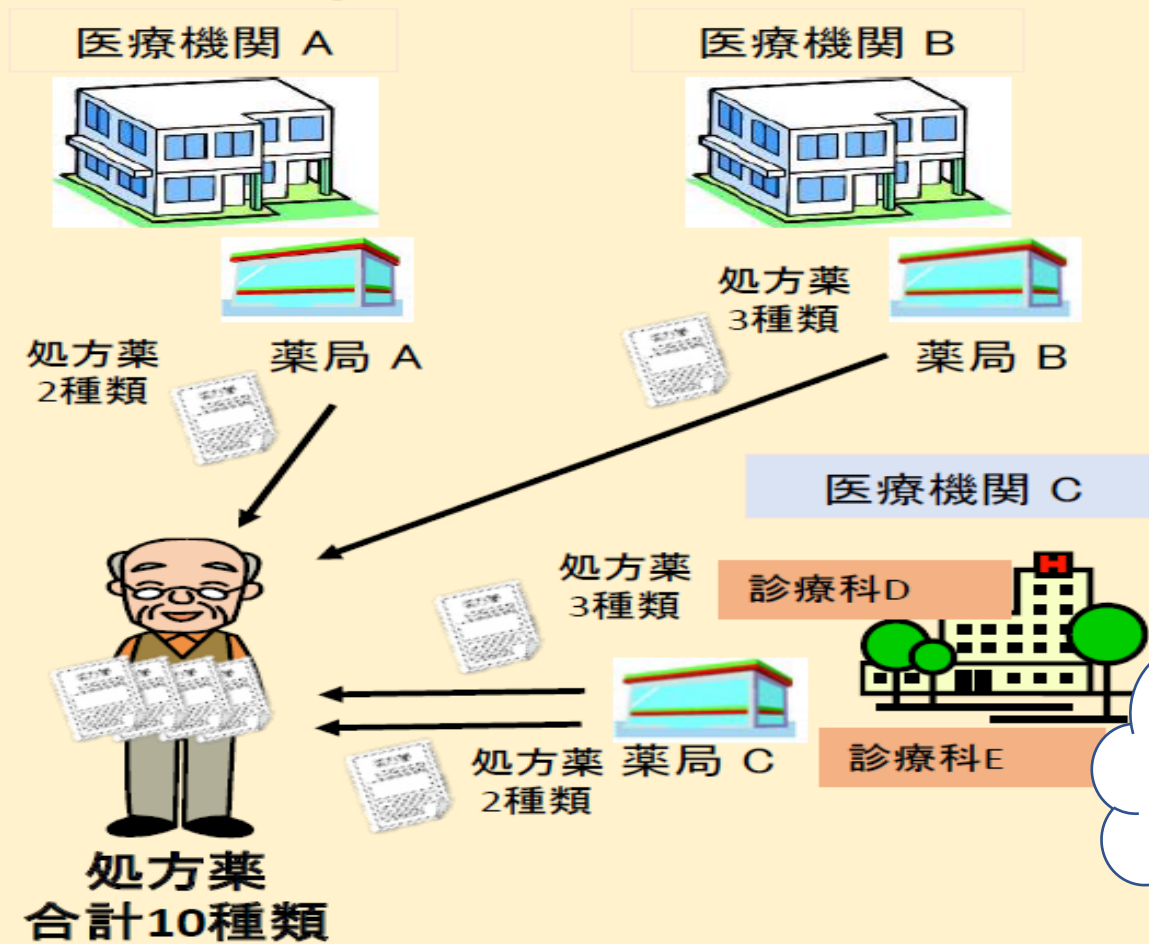 医療機関 A
医療機関 B
処方薬
2種類
薬局 A
処方薬
3種類
薬局 B
医療機関 C
処方薬
3種類
診療科D
H
処方薬
2種類
薬局 C
診療科E
処方薬
合計10種類